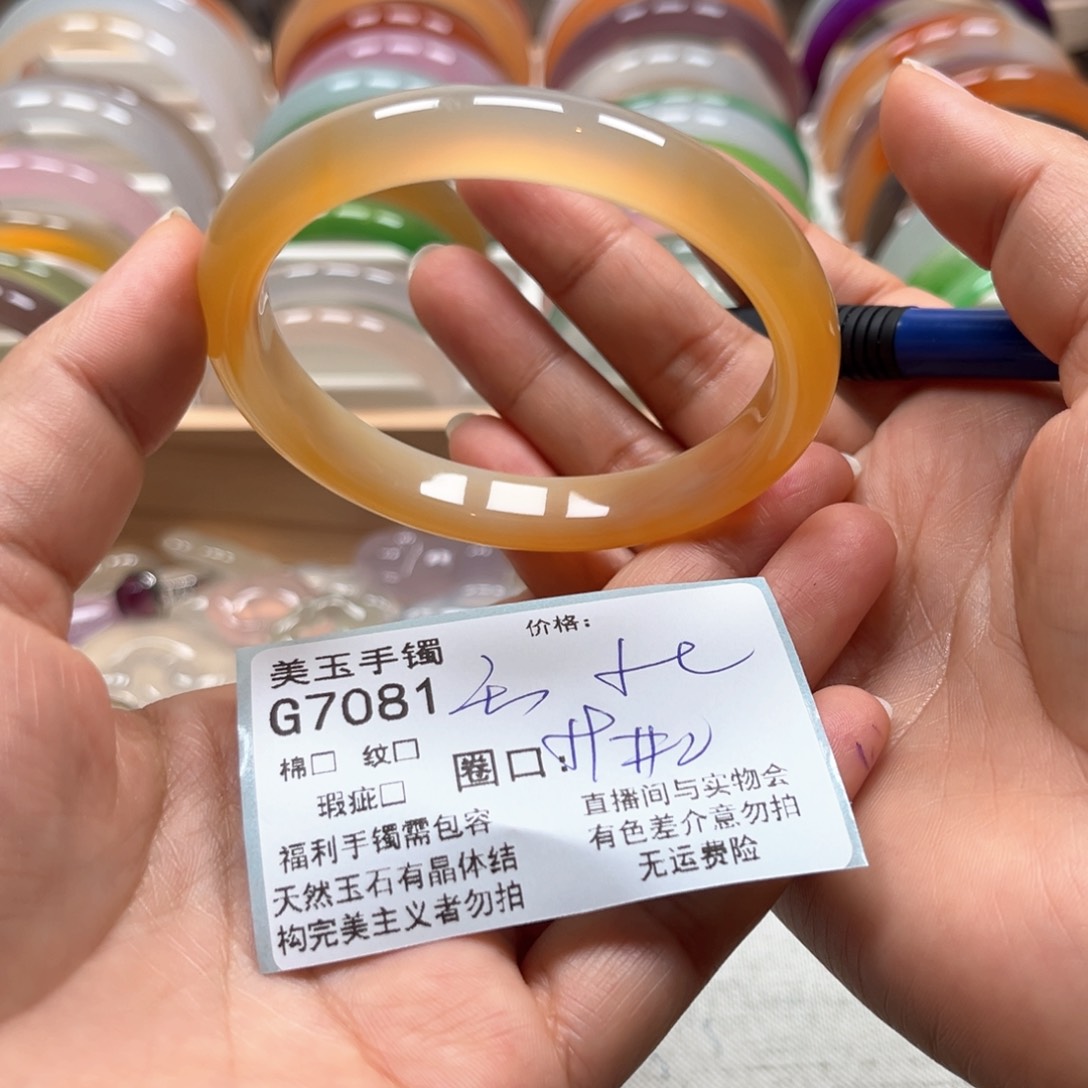 价格:
美玉手镯
G7081
棉□ 纹□
圈口:
瑕疵□
福利手镯需包容
天然玉石有晶体结
构完美主义者勿拍
直播间与实物会
有色差介意勿拍
无运费险